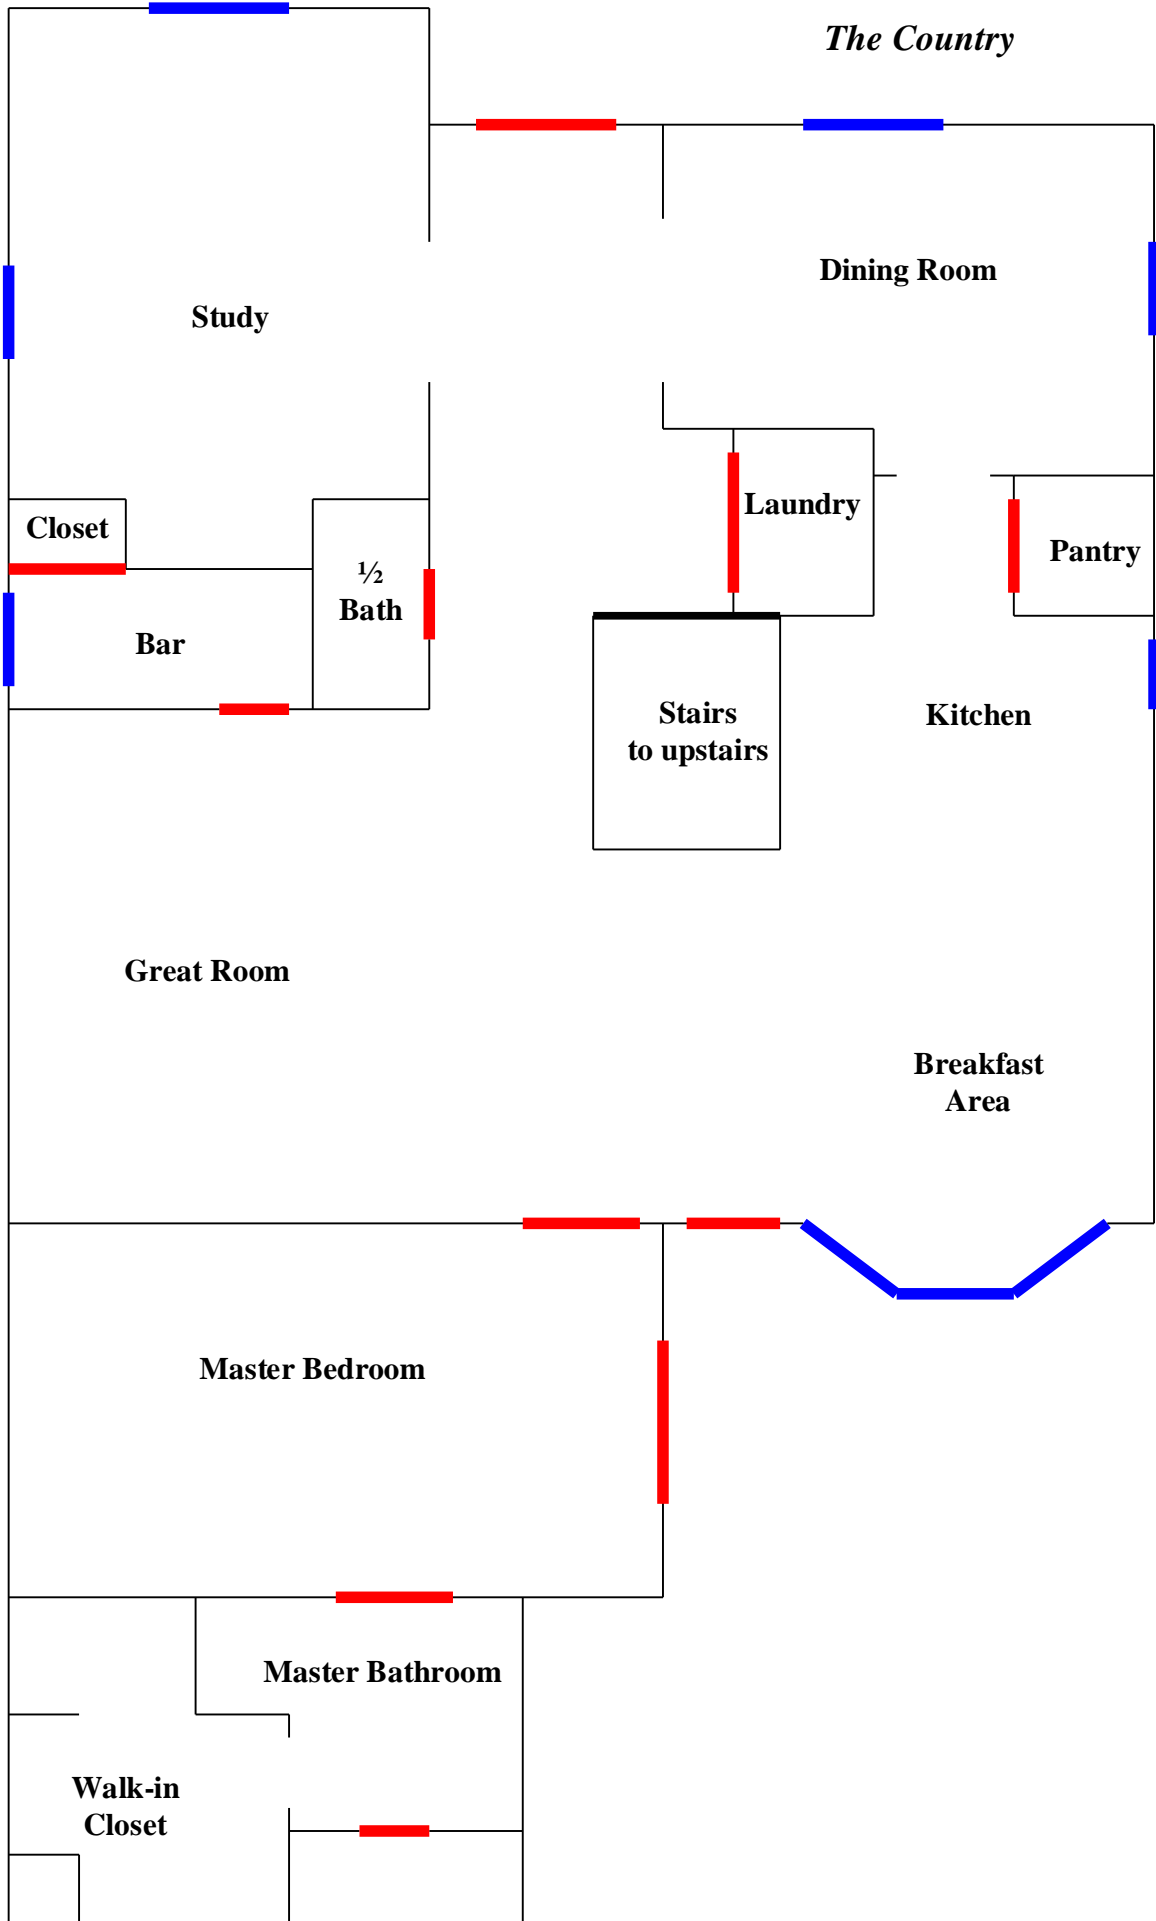 The Country
Dining Room
Study
Laundry
Closet
Pantry
½
Bath
Bar
Stairs
to upstairs
Kitchen
Great Room
Breakfast
Area
Master Bedroom
Master Bathroom
Walk-in
Closet